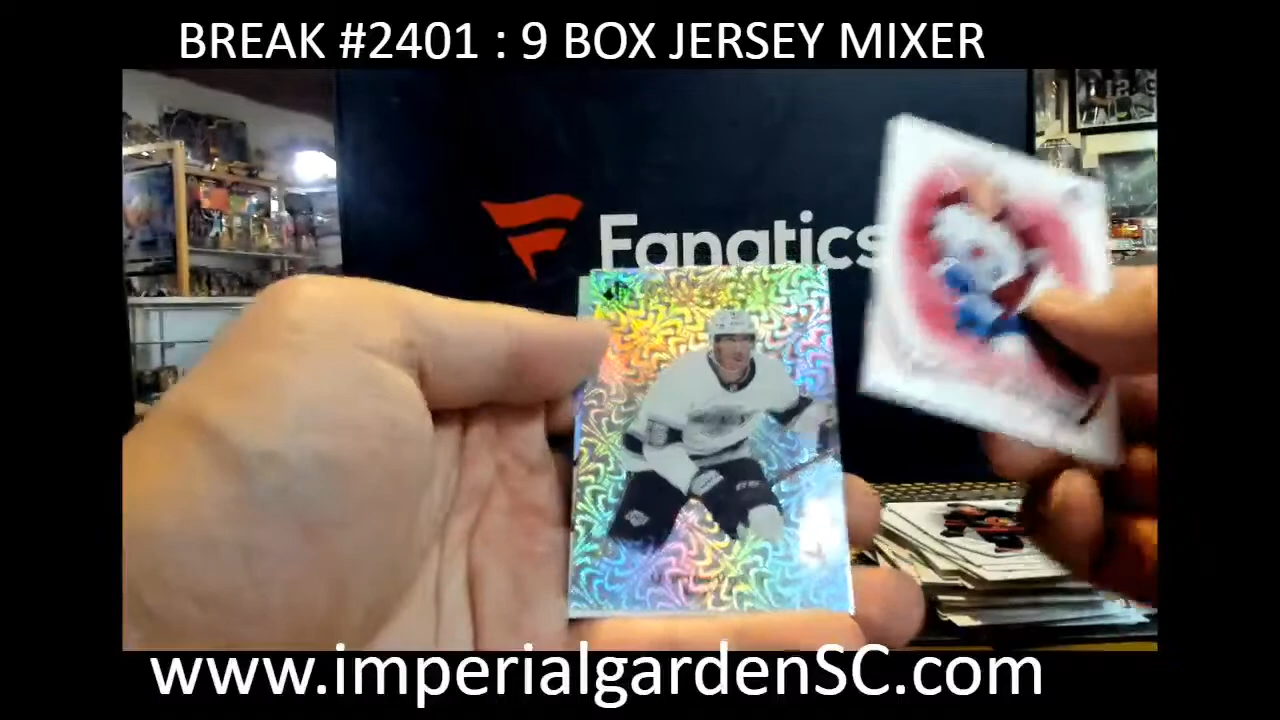 BREAK #2401 : 9 BOX JERSEY MIXER
Fanatics
www.imperialgardenSC.com